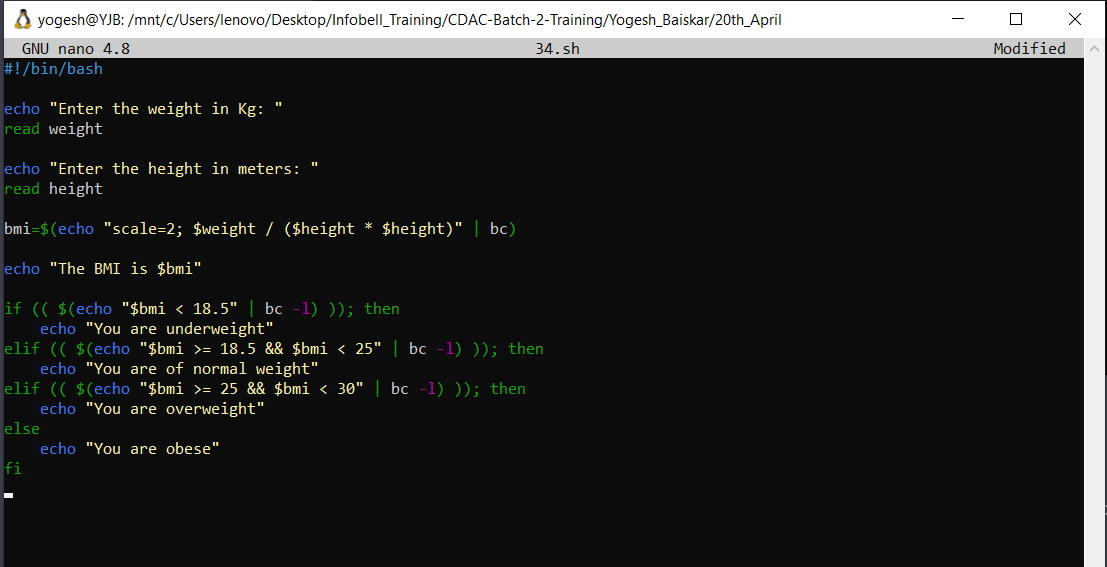 yogesh@YJB: /mnt/c/Users/lenovo/Desktop/Infobell_Training/CDAC-Batch-2-Training/Yogesh_Baiskar/20th_April
GNU nano 4.8 34.sh Modified
#!/bin/bash

echo "Enter the weight in Kg: "
read weight

echo "Enter the height in meters: "
read height

bmi=$(echo "scale=2; $weight / ($height * $height)" | bc)

echo "The BMI is $bmi"

if (( $(echo "$bmi < 18.5" | bc -l) )); then
    echo "You are underweight"
elif (( $(echo "$bmi >= 18.5 && $bmi < 25" | bc -l) )); then
    echo "You are of normal weight"
elif (( $(echo "$bmi >= 25 && $bmi < 30" | bc -l) )); then
    echo "You are overweight"
else
    echo "You are obese"
fi